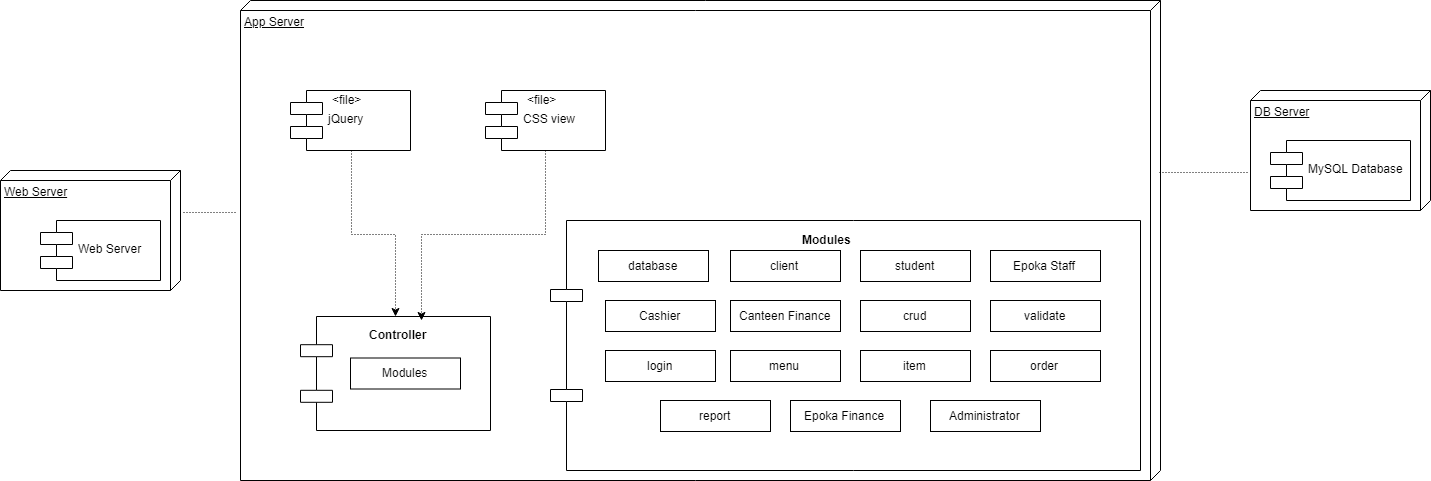 App Server
<file>
jQuery
<file>
CSS view
Web Server
Web Server
DB Server
MySQL Database
Controller
Modules
Modules
database client student Epoka Staff
Cashier Canteen Finance crud validate
login menu item order
report Epoka Finance Administrator